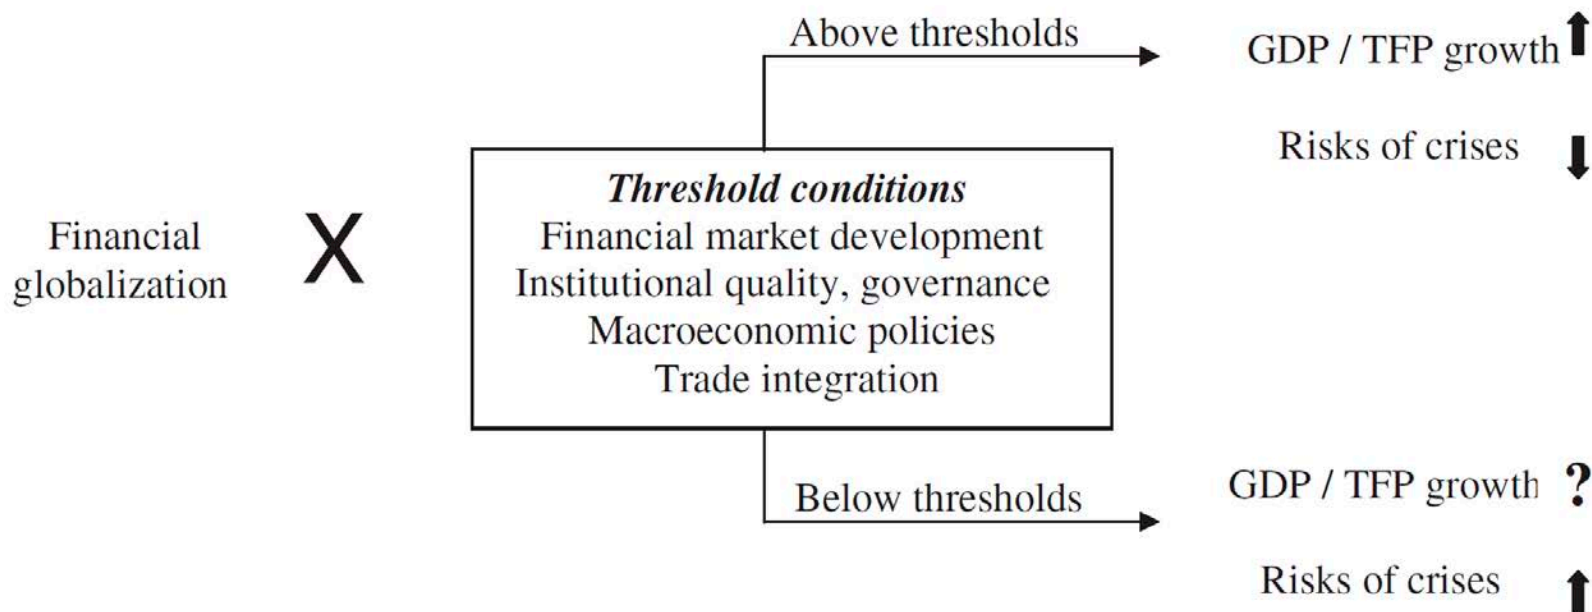 Above thresholds
GDP / TFP growth
Risks of crises
Financial
globalization
X
Threshold conditions
Financial market development
Institutional quality, governance
Macroeconomic policies
Trade integration
Below thresholds
GDP / TFP growth ?
Risks of crises